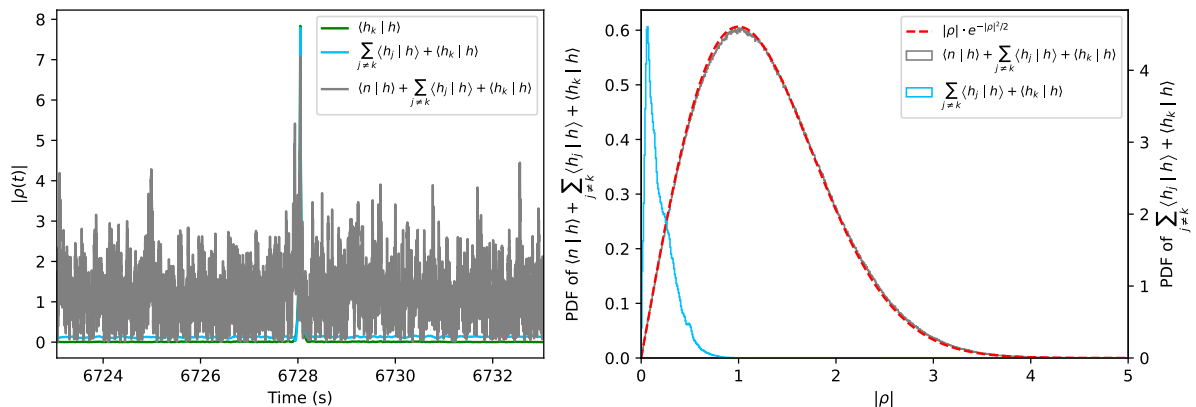 8
7
6
5
4
3
2
1
0
|ρ(t)|
6724
6726
6728
6730
6732
Time (s)
⟨h_k | h⟩
∑_{j≠k} ⟨h_j | h⟩ + ⟨h_k | h⟩
⟨n | h⟩ + ∑_{j≠k} ⟨h_j | h⟩ + ⟨h_k | h⟩
PDF of ⟨n | h⟩ + ∑_{j≠k} ⟨h_j | h⟩ + ⟨h_k | h⟩
0.6
0.5
0.4
0.3
0.2
0.1
0.0
0
1
2
3
4
5
|ρ|
|ρ| · e^{−|ρ|²/2}
⟨n | h⟩ + ∑_{j≠k} ⟨h_j | h⟩ + ⟨h_k | h⟩
∑_{j≠k} ⟨h_j | h⟩ + ⟨h_k | h⟩
4
3
2
1
0
PDF of ∑_{j≠k} ⟨h_j | h⟩ + ⟨h_k | h⟩